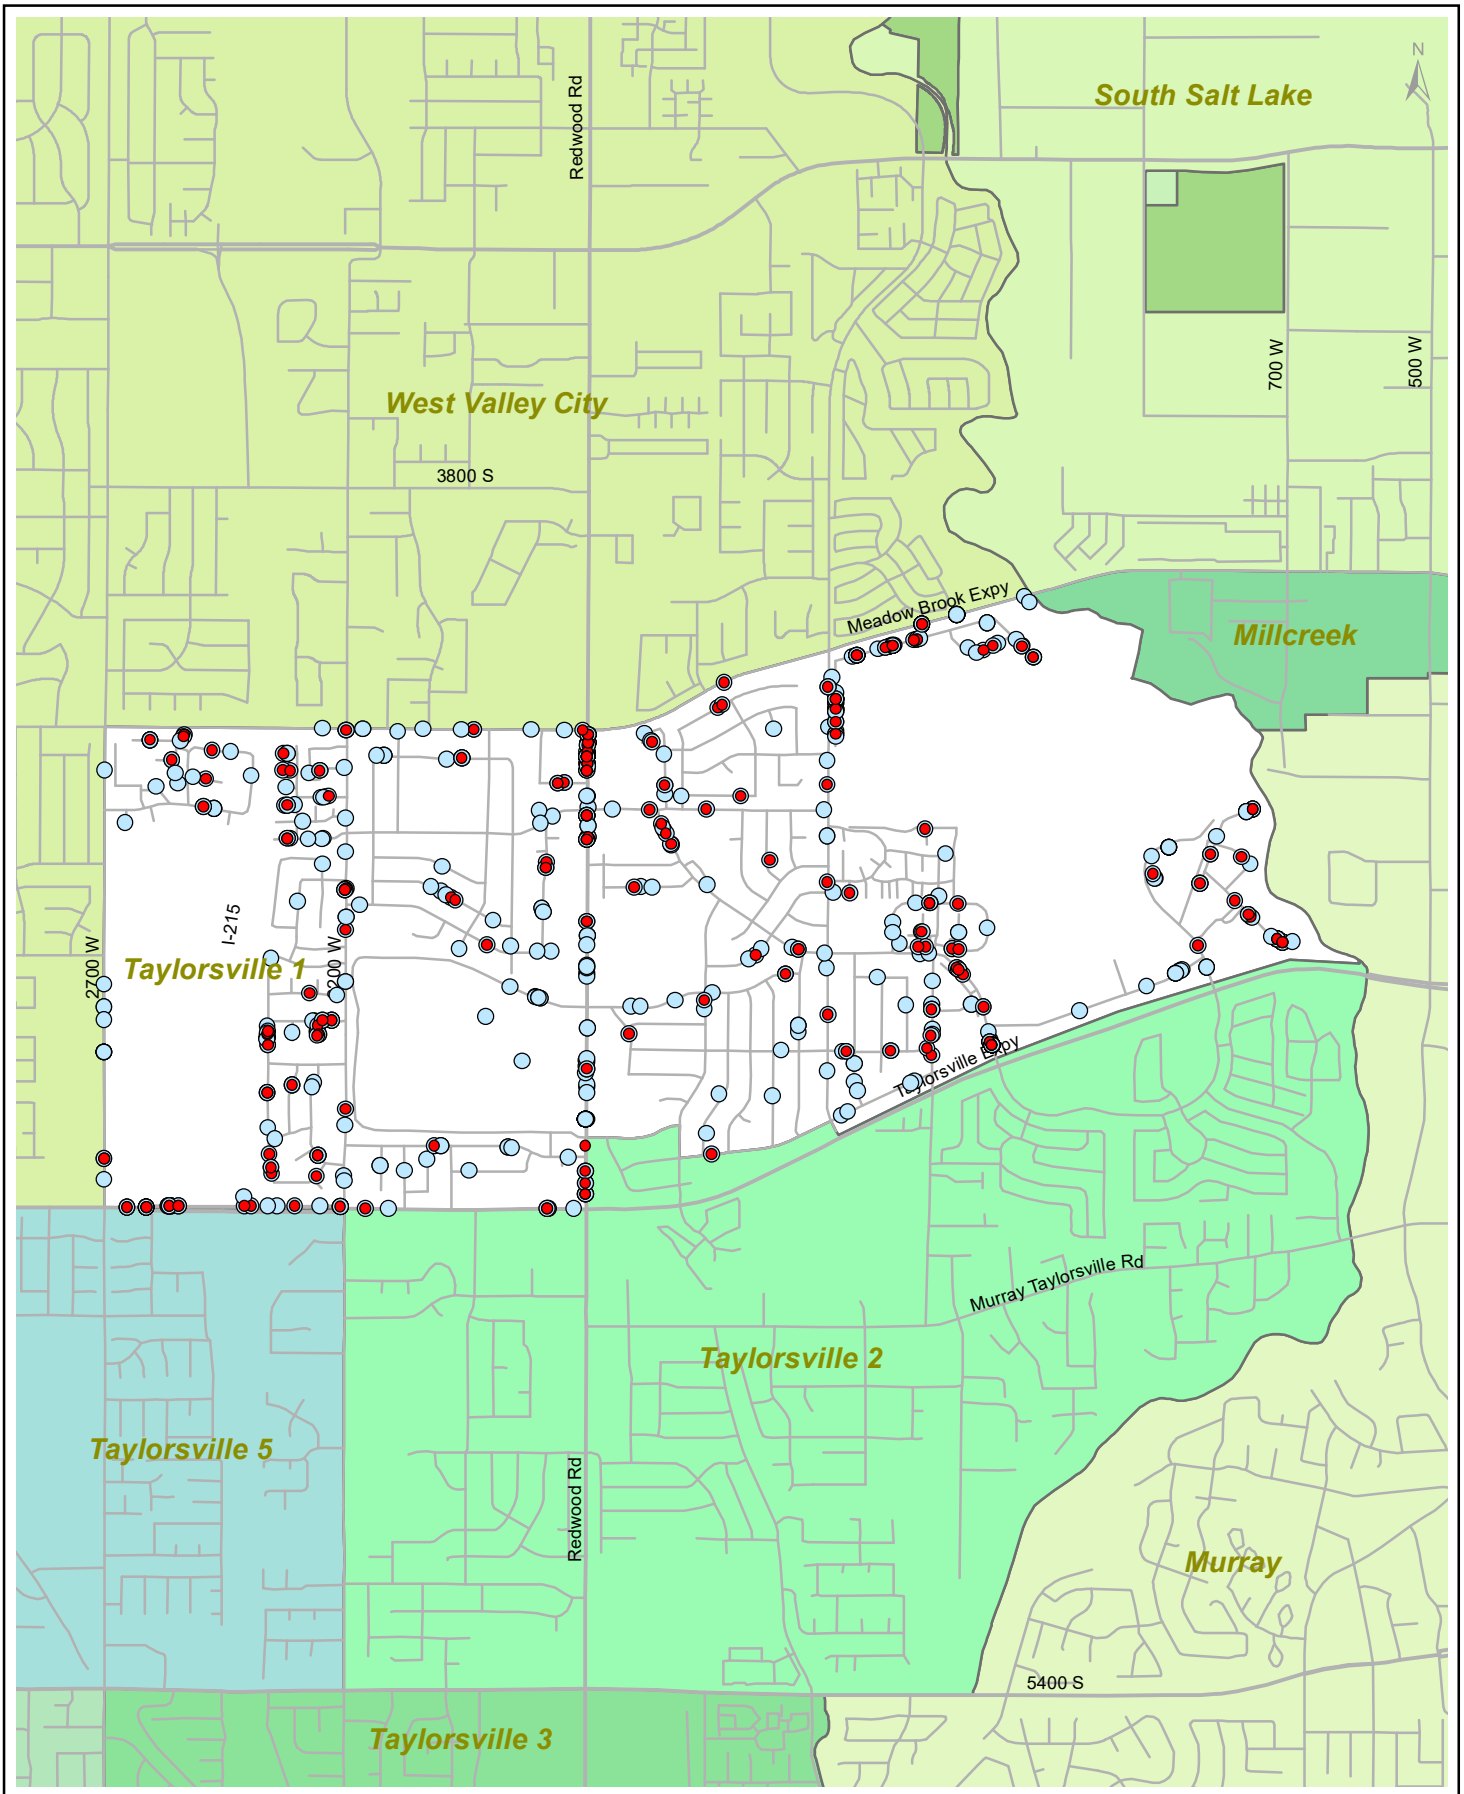 N
South Salt Lake
Redwood Rd
700 W
500 W
West Valley City
3800 S
Meadow Brook Expy
Millcreek
I-215
2700 W
Taylorsville 1
200 W
Taylorsville Expy
Murray Taylorsville Rd
Taylorsville 2
Taylorsville 5
Redwood Rd
Murray
5400 S
Taylorsville 3